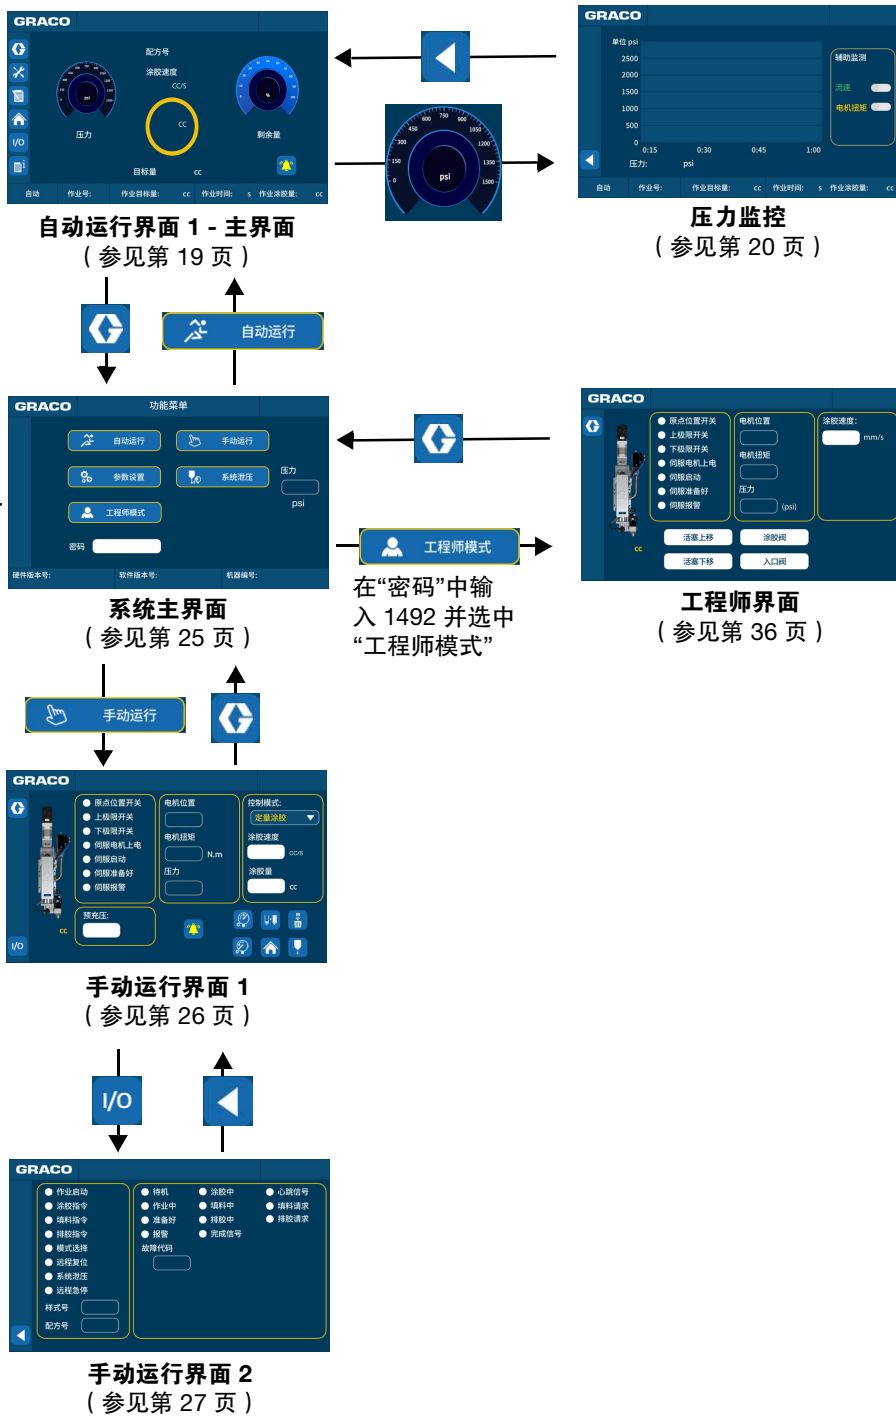 GRACO
配方号
涂胶速度
CC/S
CC
psi
%
压力
剩余量
I/O
目标量 cc
自动 作业号: 作业目标量: cc 作业时间: s 作业涂胶量: cc
自动运行界面 1 - 主界面
(参见第 19 页)
0 150 300 450 600 750 900 1050 1200 1350 1500
psi
GRACO
单位 psi
2500
2000
1500
1000
500
0
0:15 0:30 0:45 1:00
压力: psi
辅助监测
流速
电机扭矩
自动 作业号: 作业目标量: cc 作业时间: s 作业涂胶量: cc
压力监控
(参见第 20 页)
自动运行
GRACO 功能菜单
自动运行 手动运行
参数设置 系统泄压
工程师模式
压力
psi
密码
硬件版本号: 软件版本号: 机器编号:
系统主界面
(参见第 25 页)
工程师模式
在“密码”中输
入 1492 并选中
“工程师模式”
GRACO
原点位置开关
上极限开关
下极限开关
伺服电机上电
伺服启动
伺服准备好
伺服报警
电机位置
电机扭矩
压力
(psi)
涂胶速度:
mm/s
cc
活塞上移 涂胶阀
活塞下移 入口阀
工程师界面
(参见第 36 页)
手动运行
GRACO
原点位置开关
上极限开关
下极限开关
伺服电机上电
伺服启动
伺服准备好
伺服报警
电机位置
电机扭矩
N.m
压力
控制模式:
定量涂胶
涂胶速度
CC/S
涂胶量
cc
预充压:
cc
I/O
手动运行界面 1
(参见第 26 页)
I/O
GRACO
作业启动
涂胶指令
填料指令
排胶指令
模式选择
远程复位
系统泄压
远程急停
样式号
配方号
待机 涂胶中 心跳信号
作业中 填料中 填料请求
准备好 排胶中 排胶请求
报警 完成信号
故障代码
手动运行界面 2
(参见第 27 页)